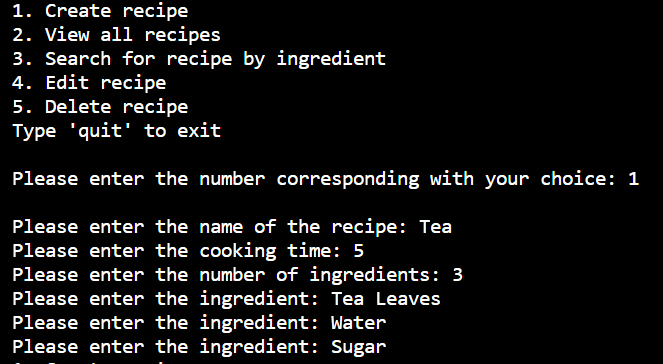 1. Create recipe
2. View all recipes
3. Search for recipe by ingredient
4. Edit recipe
5. Delete recipe
Type 'quit' to exit
Please enter the number corresponding with your choice: 1
Please enter the name of the recipe: Tea
Please enter the cooking time: 5
Please enter the number of ingredients: 3
Please enter the ingredient: Tea Leaves
Please enter the ingredient: Water
Please enter the ingredient: Sugar